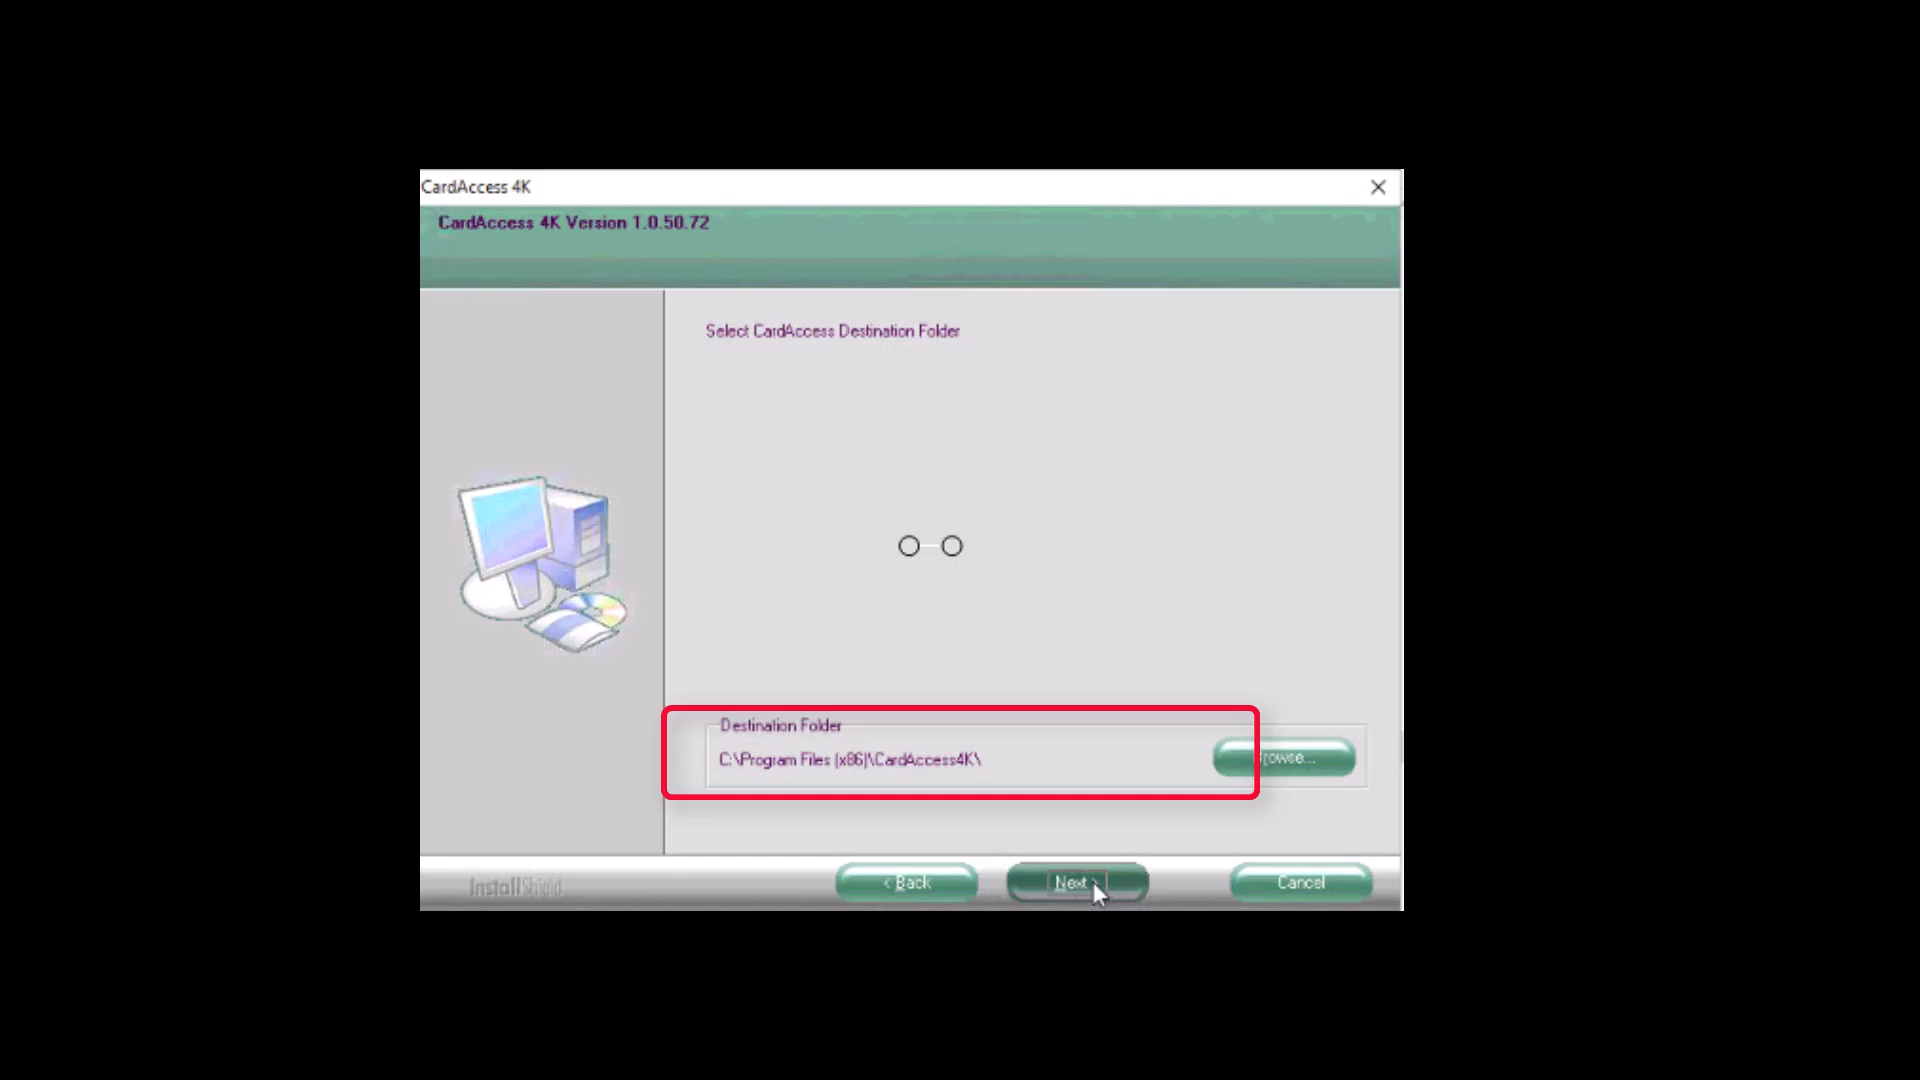 CardAccess 4K
CardAccess 4K Version 1.0.50.72
Select CardAccess Destination Folder
Destination Folder
C:\Program Files (x86)\CardAccess4K\
rowse...
InstallShield
< Back
Next >
Cancel